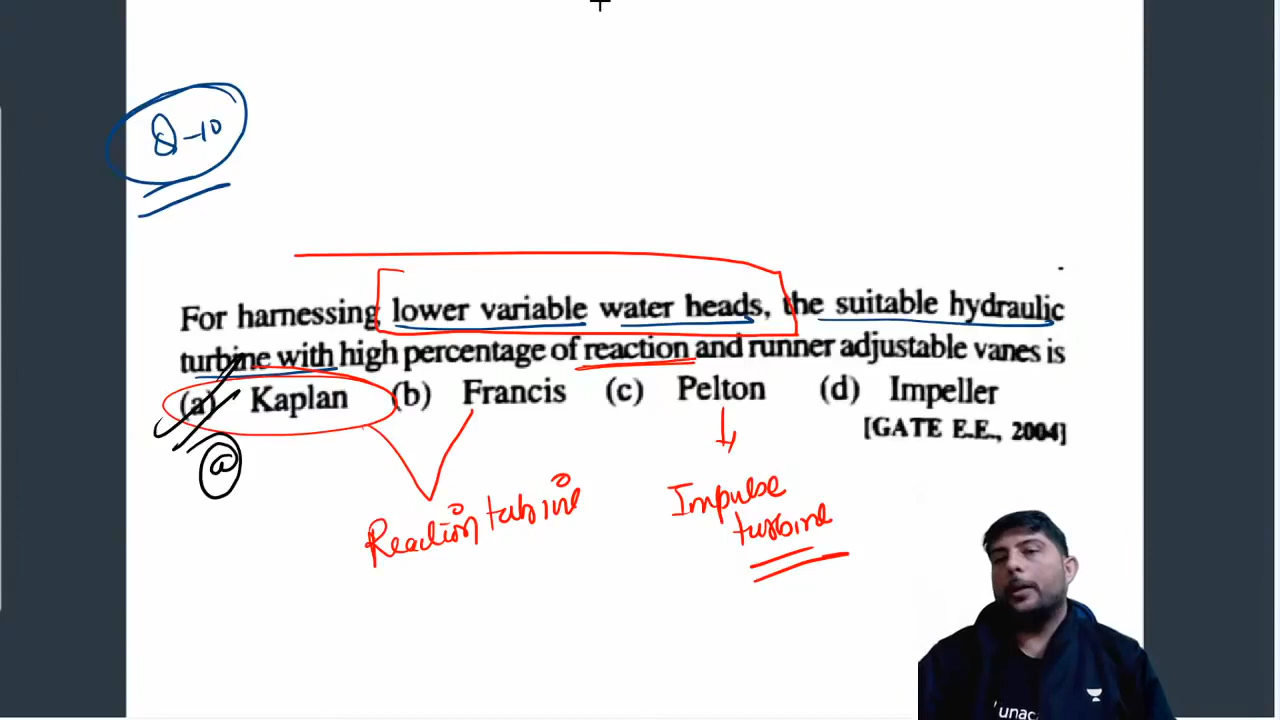 Q-10
For harnessing lower variable water heads, the suitable hydraulic
turbine with high percentage of reaction and runner adjustable vanes is
(a) Kaplan (b) Francis (c) Pelton (d) Impeller
[GATE E.E., 2004]
(a)
Reaction turbine
Impulse
turbine
unac